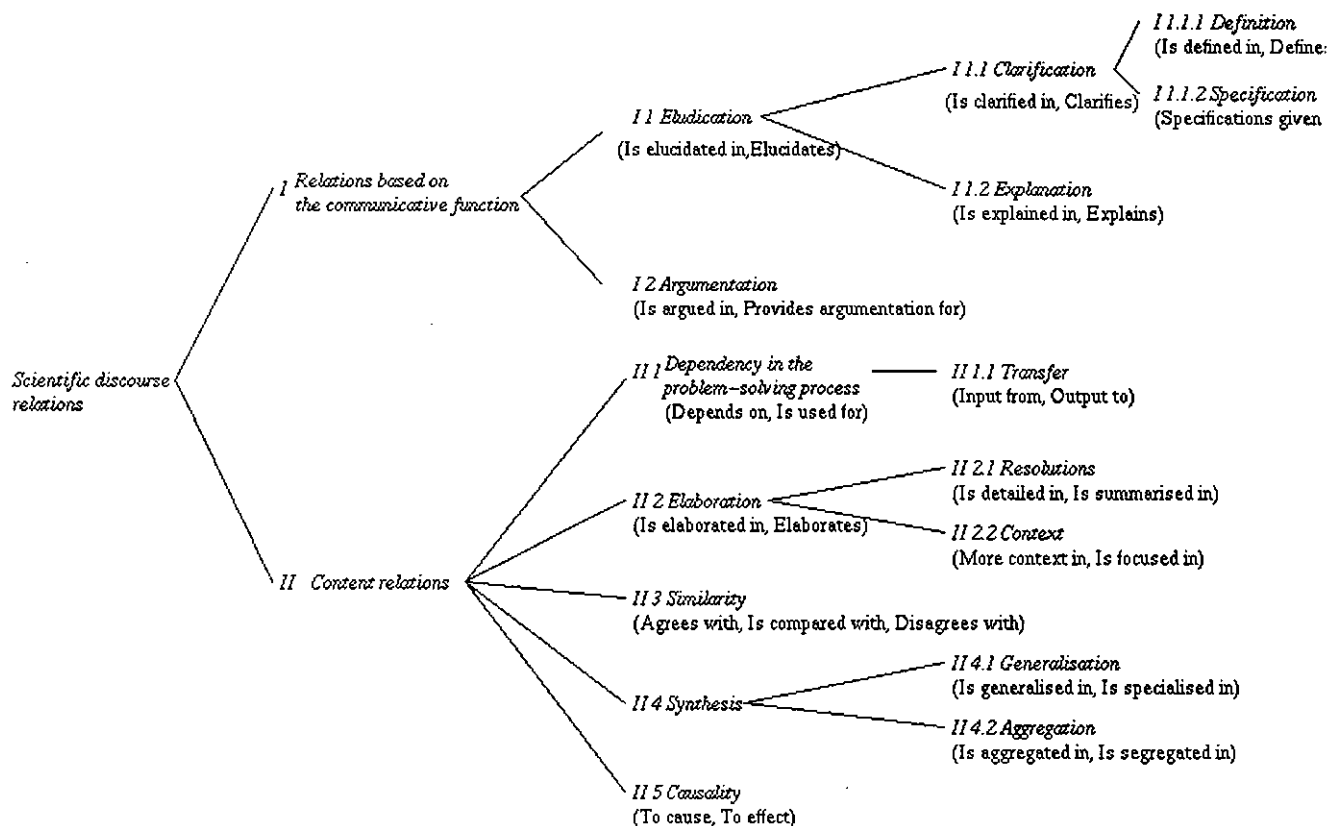 I 1.1.1 Definition
(Is defined in, Define:
I 1.1 Clarification
(Is clarified in, Clarifies)
I 1.1.2 Specification
(Specifications given
I 1 Eludication
(Is elucidated in,Elucidates)
I Relations based on
the communicative function
I 1.2 Explanation
(Is explained in, Explains)
I 2 Argumentation
(Is argued in, Provides argumentation for)
Scientific discourse
relations
II 1 Dependency in the
problem-solving process
(Depends on, Is used for)
II 1.1 Transfer
(Input from, Output to)
II 2 Elaboration
(Is elaborated in, Elaborates)
II 2.1 Resolutions
(Is detailed in, Is summarised in)
II 2.2 Context
(More context in, Is focused in)
II Content relations
II 3 Similarity
(Agrees with, Is compared with, Disagrees with)
II 4 Synthesis
II 4.1 Generalisation
(Is generalised in, Is specialised in)
II 4.2 Aggregation
(Is aggregated in, Is segregated in)
II 5 Causality
(To cause, To effect)